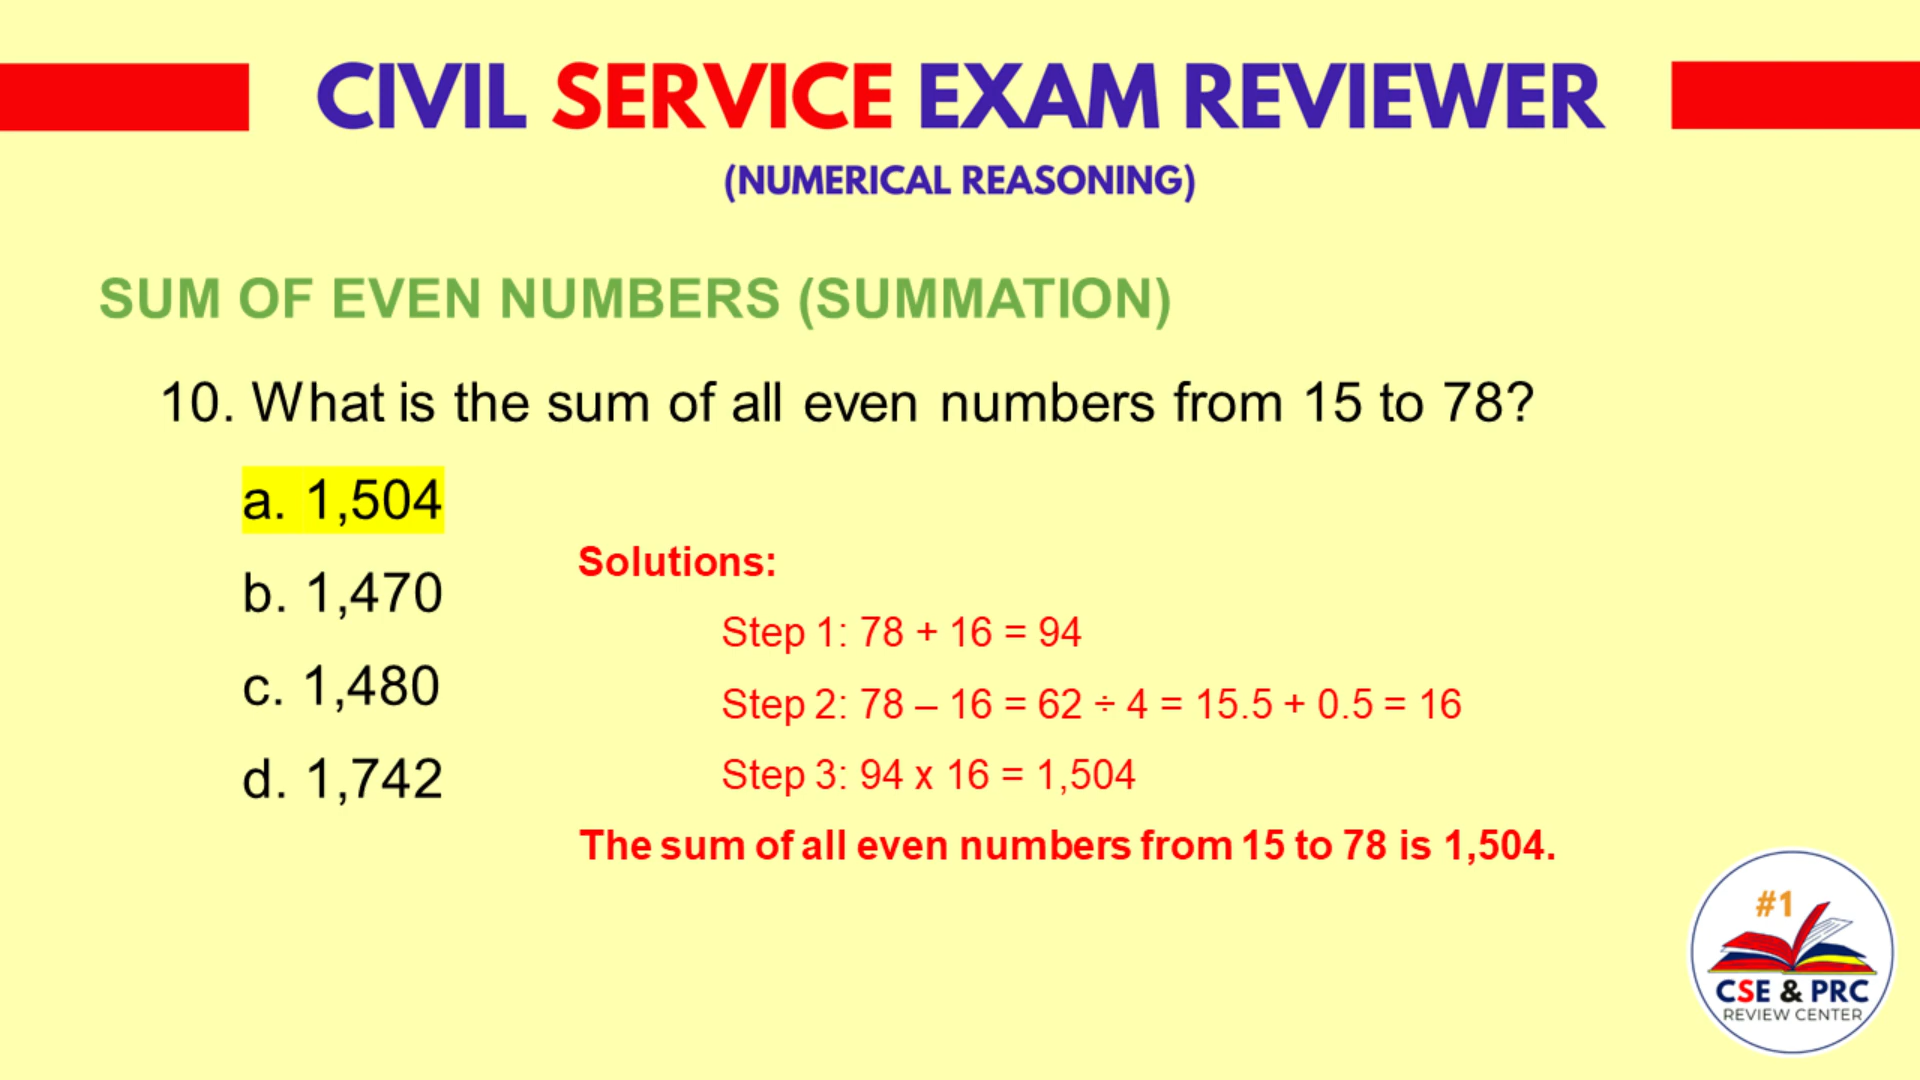 CIVIL SERVICE EXAM REVIEWER
(NUMERICAL REASONING)
SUM OF EVEN NUMBERS (SUMMATION)
10. What is the sum of all even numbers from 15 to 78?
a. 1,504
b. 1,470
c. 1,480
d. 1,742
Solutions:
Step 1: 78 + 16 = 94
Step 2: 78 – 16 = 62 ÷ 4 = 15.5 + 0.5 = 16
Step 3: 94 x 16 = 1,504
The sum of all even numbers from 15 to 78 is 1,504.
#1
CSE & PRC
REVIEW CENTER